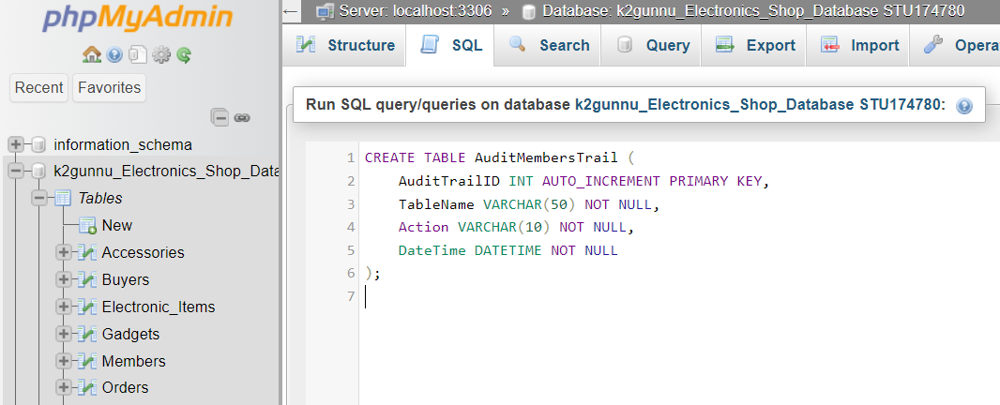 phpMyAdmin
Recent Favorites
information_schema
k2gunnu_Electronics_Shop_Data
Tables
New
Accessories
Buyers
Electronic_Items
Gadgets
Members
Orders
Server: localhost:3306 » Database: k2gunnu_Electronics_Shop_Database STU174780
Structure SQL Search Query Export Import Opera
Run SQL query/queries on database k2gunnu_Electronics_Shop_Database STU174780:
1 CREATE TABLE AuditMembersTrail (
2 AuditTrailID INT AUTO_INCREMENT PRIMARY KEY,
3 TableName VARCHAR(50) NOT NULL,
4 Action VARCHAR(10) NOT NULL,
5 DateTime DATETIME NOT NULL
6 );
7